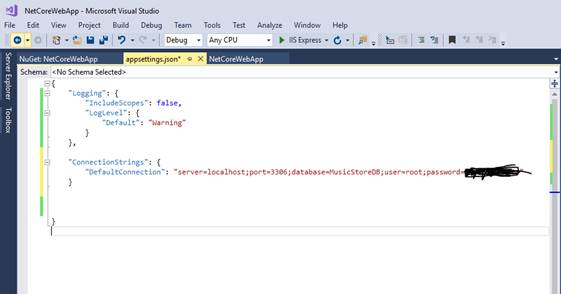 NetCoreWebApp - Microsoft Visual Studio
File Edit View Project Build Debug Team Tools Test Analyze Window Help
Debug Any CPU IIS Express
NuGet: NetCoreWebApp appsettings.json* NetCoreWebApp
Schema: <No Schema Selected>
Server Explorer
Toolbox
{
"Logging": {
"IncludeScopes": false,
"LogLevel": {
"Default": "Warning"
}
},
"ConnectionStrings": {
"DefaultConnection": "server=localhost;port=3306;database=MusicStoreDB;user=root;password=
}
}